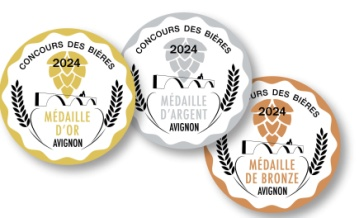 CONCOURS DES BIÈRES
2024
MÉDAILLE
D'OR
AVIGNON
CONCOURS DES BIÈRES
2024
MÉDAILLE
D'ARGENT
AVIGNON
URS DES BIÈRES
2024
MÉDAILLE
DE BRONZE
AVIGNON